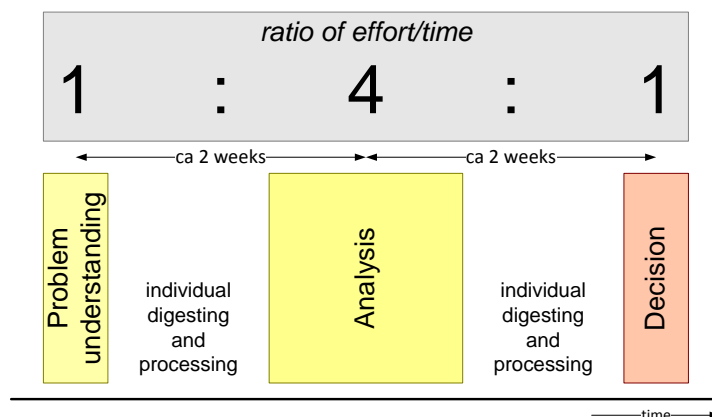 ratio of effort/time
1 : 4 : 1
ca 2 weeks ca 2 weeks
Problem
understanding
individual
digesting
and
processing
Analysis
individual
digesting
and
processing
Decision
time